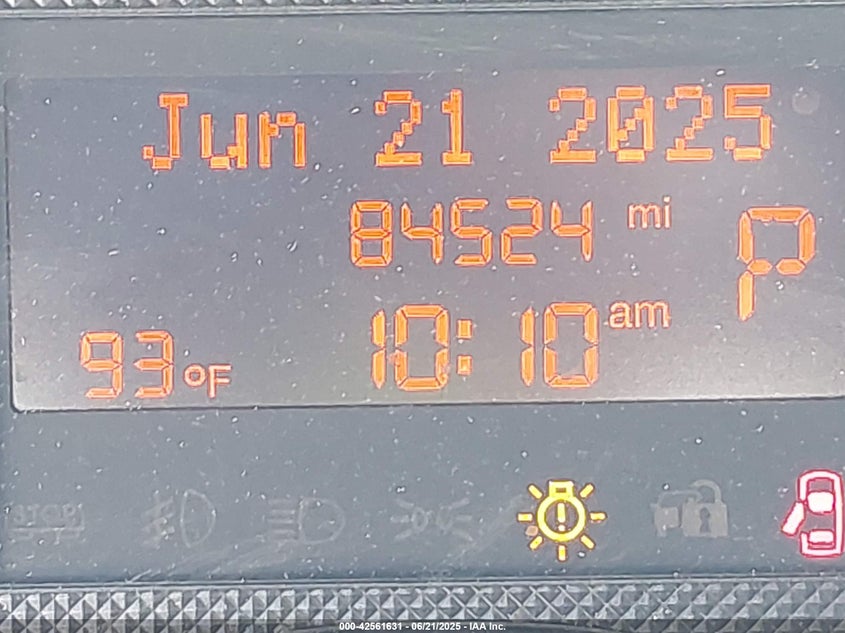 Jun 21 2025
84524 mi
P
10:10 am
93 °F
STOP
000-42561631 - 06/21/2025 - IAA Inc.